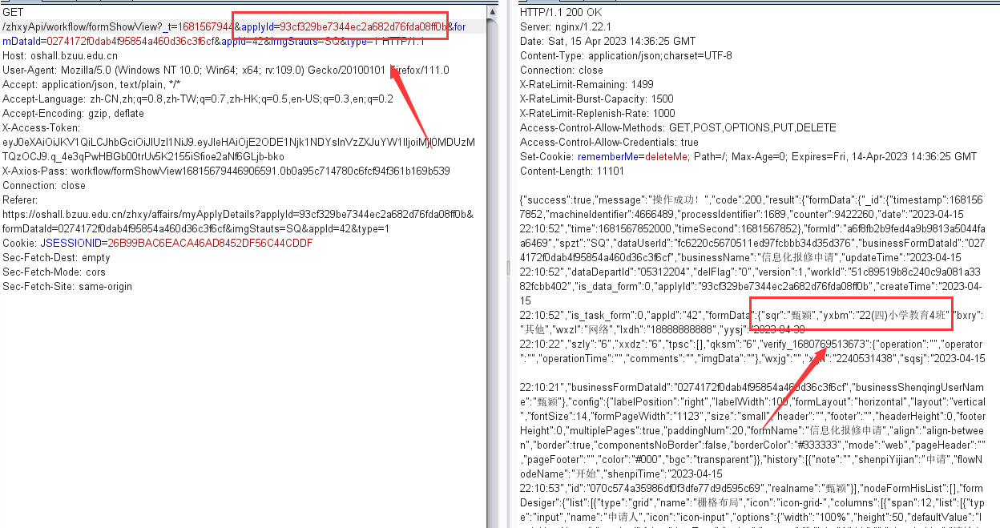 GET
/zhxyApi/workflow/formShowView?_t=1681567944&applyId=93cf329be7344ec2a682d76fda08ff0b&for
mDataId=0274172f0dab4f95854a460d36c3f6cf&appId=42&imgStauts=SQ&type=1 HTTP/1.1
Host: oshall.bzuu.edu.cn
User-Agent: Mozilla/5.0 (Windows NT 10.0; Win64; x64; rv:109.0) Gecko/20100101 Firefox/111.0
Accept: application/json, text/plain, */*
Accept-Language: zh-CN,zh;q=0.8,zh-TW;q=0.7,zh-HK;q=0.5,en-US;q=0.3,en;q=0.2
Accept-Encoding: gzip, deflate
X-Access-Token:
X-Axios-Pass: workflow/formShowView16815679446906591.0b0a95c714780c6fcf94f361b169b539
Connection: close
Referer:
https://oshall.bzuu.edu.cn/zhxy/affairs/myApplyDetails?applyId=93cf329be7344ec2a682d76fda08ff0b&
formDataId=0274172f0dab4f95854a460d36c3f6cf&imgStauts=SQ&appId=42&type=1
Cookie: JSESSIONID=26B99BAC6EACA46AD8452DF56C44CDDF
Sec-Fetch-Dest: empty
Sec-Fetch-Mode: cors
Sec-Fetch-Site: same-origin
HTTP/1.1 200 OK
Server: nginx/1.22.1
Date: Sat, 15 Apr 2023 14:36:25 GMT
Content-Type: application/json;charset=UTF-8
Connection: close
X-RateLimit-Remaining: 1499
X-RateLimit-Burst-Capacity: 1500
X-RateLimit-Replenish-Rate: 1000
Access-Control-Allow-Methods: GET,POST,OPTIONS,PUT,DELETE
Access-Control-Allow-Credentials: true
Set-Cookie: rememberMe=deleteMe; Path=/; Max-Age=0; Expires=Fri, 14-Apr-2023 14:36:25 GMT
Content-Length: 11101
{"success":true,"message":"操作成功！","code":200,"result":{"formData":{"_id":{"timestamp":168156
7852,"machineIdentifier":4666489,"processIdentifier":1689,"counter":9422260,"date":"2023-04-15
22:10:52","time":1681567852000,"timeSecond":1681567852},"formId":"a6f8fb2b9fed4a9b9813a5044fa
a6469","spzt":"SQ","dataUserId":"fc6220c5670511ed97fcbbb34d35d376","businessFormDataId":"027
4172f0dab4f95854a460d36c3f6cf","businessName":"信息化报修申请","updateTime":"2023-04-15
22:10:52","dataDepartId":"05312204","delFlag":"0","version":1,"workId":"51c89519b8c240c9a081a33
82fcbb402","is_data_form":0,"applyId":"93cf329be7344ec2a682d76fda08ff0b","createTime":"2023-04-
15
22:10:52","is_task_form":0,"appId":"42","formData":{"sqr":"甄颖","yxbm":"22(四)小学教育4班","bxry":
"其他","wxzl":"网络","lxdh":"18888888888","yysj":"2023-04-30
22:10:22","szly":"6","xxdz":"6","tpsc":[],"qksm":"6","verify_1680769513673":{"operation":"","operator
":"","operationTime":"","comments":"","imgData":""},"wxjg":"","xgh":"2240531438","sqsj":"2023-04-15
22:10:21","businessFormDataId":"0274172f0dab4f95854a460d36c3f6cf","businessShenqingUserNam
e":"甄颖"},"config":{"labelPosition":"right","labelWidth":100,"formLayout":"horizontal","layout":"vertical
","fontSize":14,"formPageWidth":"1123","size":"small","header":"","footer":"","headerHeight":0,"footer
Height":0,"multiplePages":true,"paddingNum":20,"formName":"信息化报修申请","align":"align-betwee
n","border":true,"componentsNoBorder":false,"borderColor":"#333333","mode":"web","pageHeader":""
,"pageFooter":"","color":"#000","bgc":"transparent"}},"history":[{"note":"","shenpiYijian":"申请","flowN
odeName":"开始","shenpiTime":"2023-04-15
22:10:53","id":"070c574a35986df0f3dfe77d9d595c69","realname":"甄颖"}],"nodeFormHisList":[],"form
Desiger":{"list":[{"type":"grid","name":"栅格布局","icon":"icon-grid-","columns":[{"span":12,"list":[{"typ
e":"input","name":"申请人","icon":"icon-input","options":{"width":"100%","height":50,"defaultValue":"l